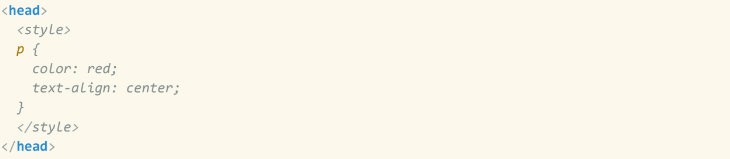 <head>
  <style>
  p {
    color: red;
    text-align: center;
  }
  </style>
</head>